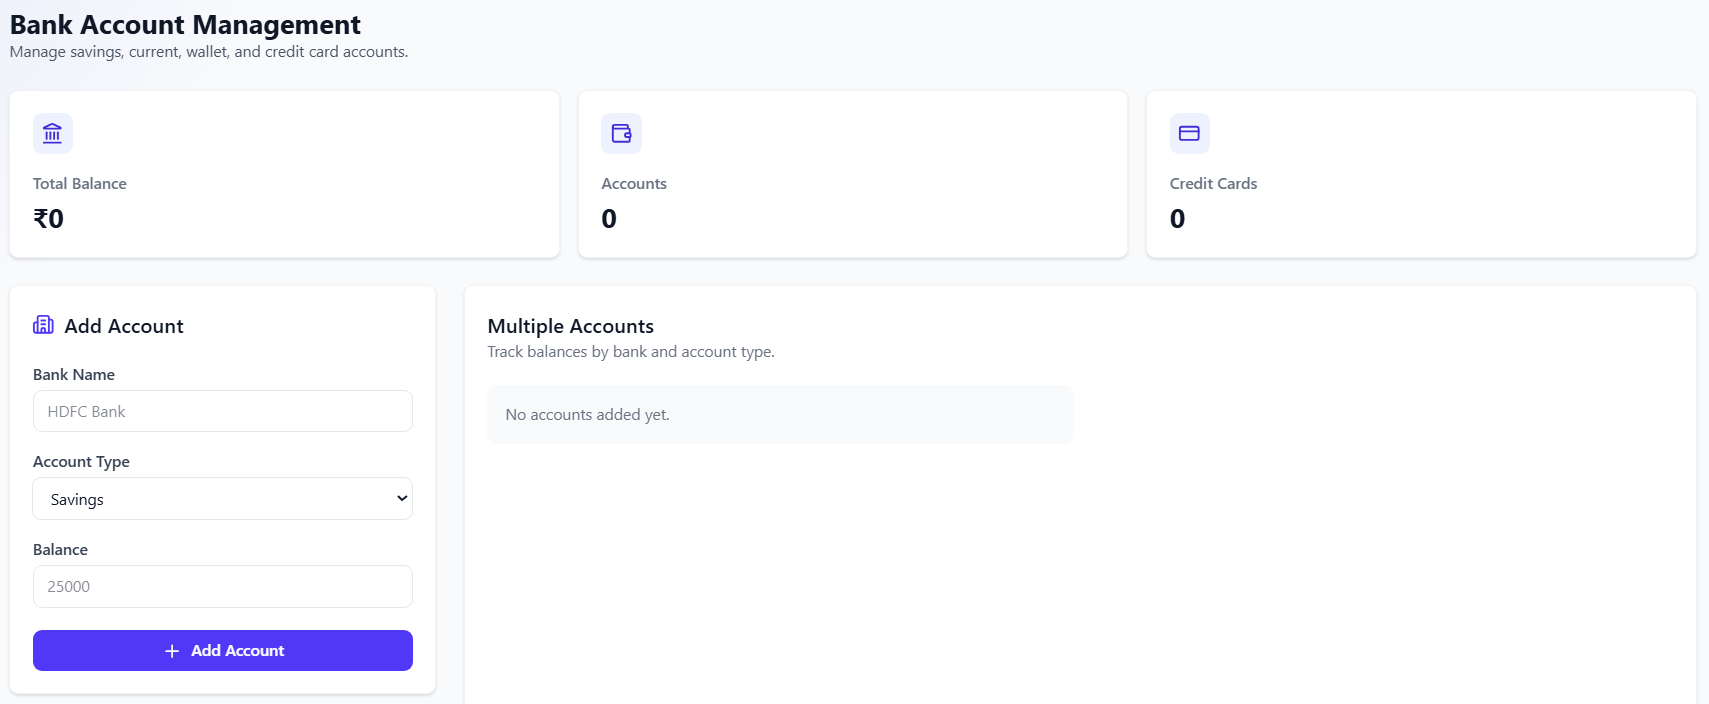 Bank Account Management
Manage savings, current, wallet, and credit card accounts.
Total Balance
₹0
Accounts
0
Credit Cards
0
Add Account
Bank Name
HDFC Bank
Account Type
Savings
Balance
25000
+ Add Account
Multiple Accounts
Track balances by bank and account type.
No accounts added yet.